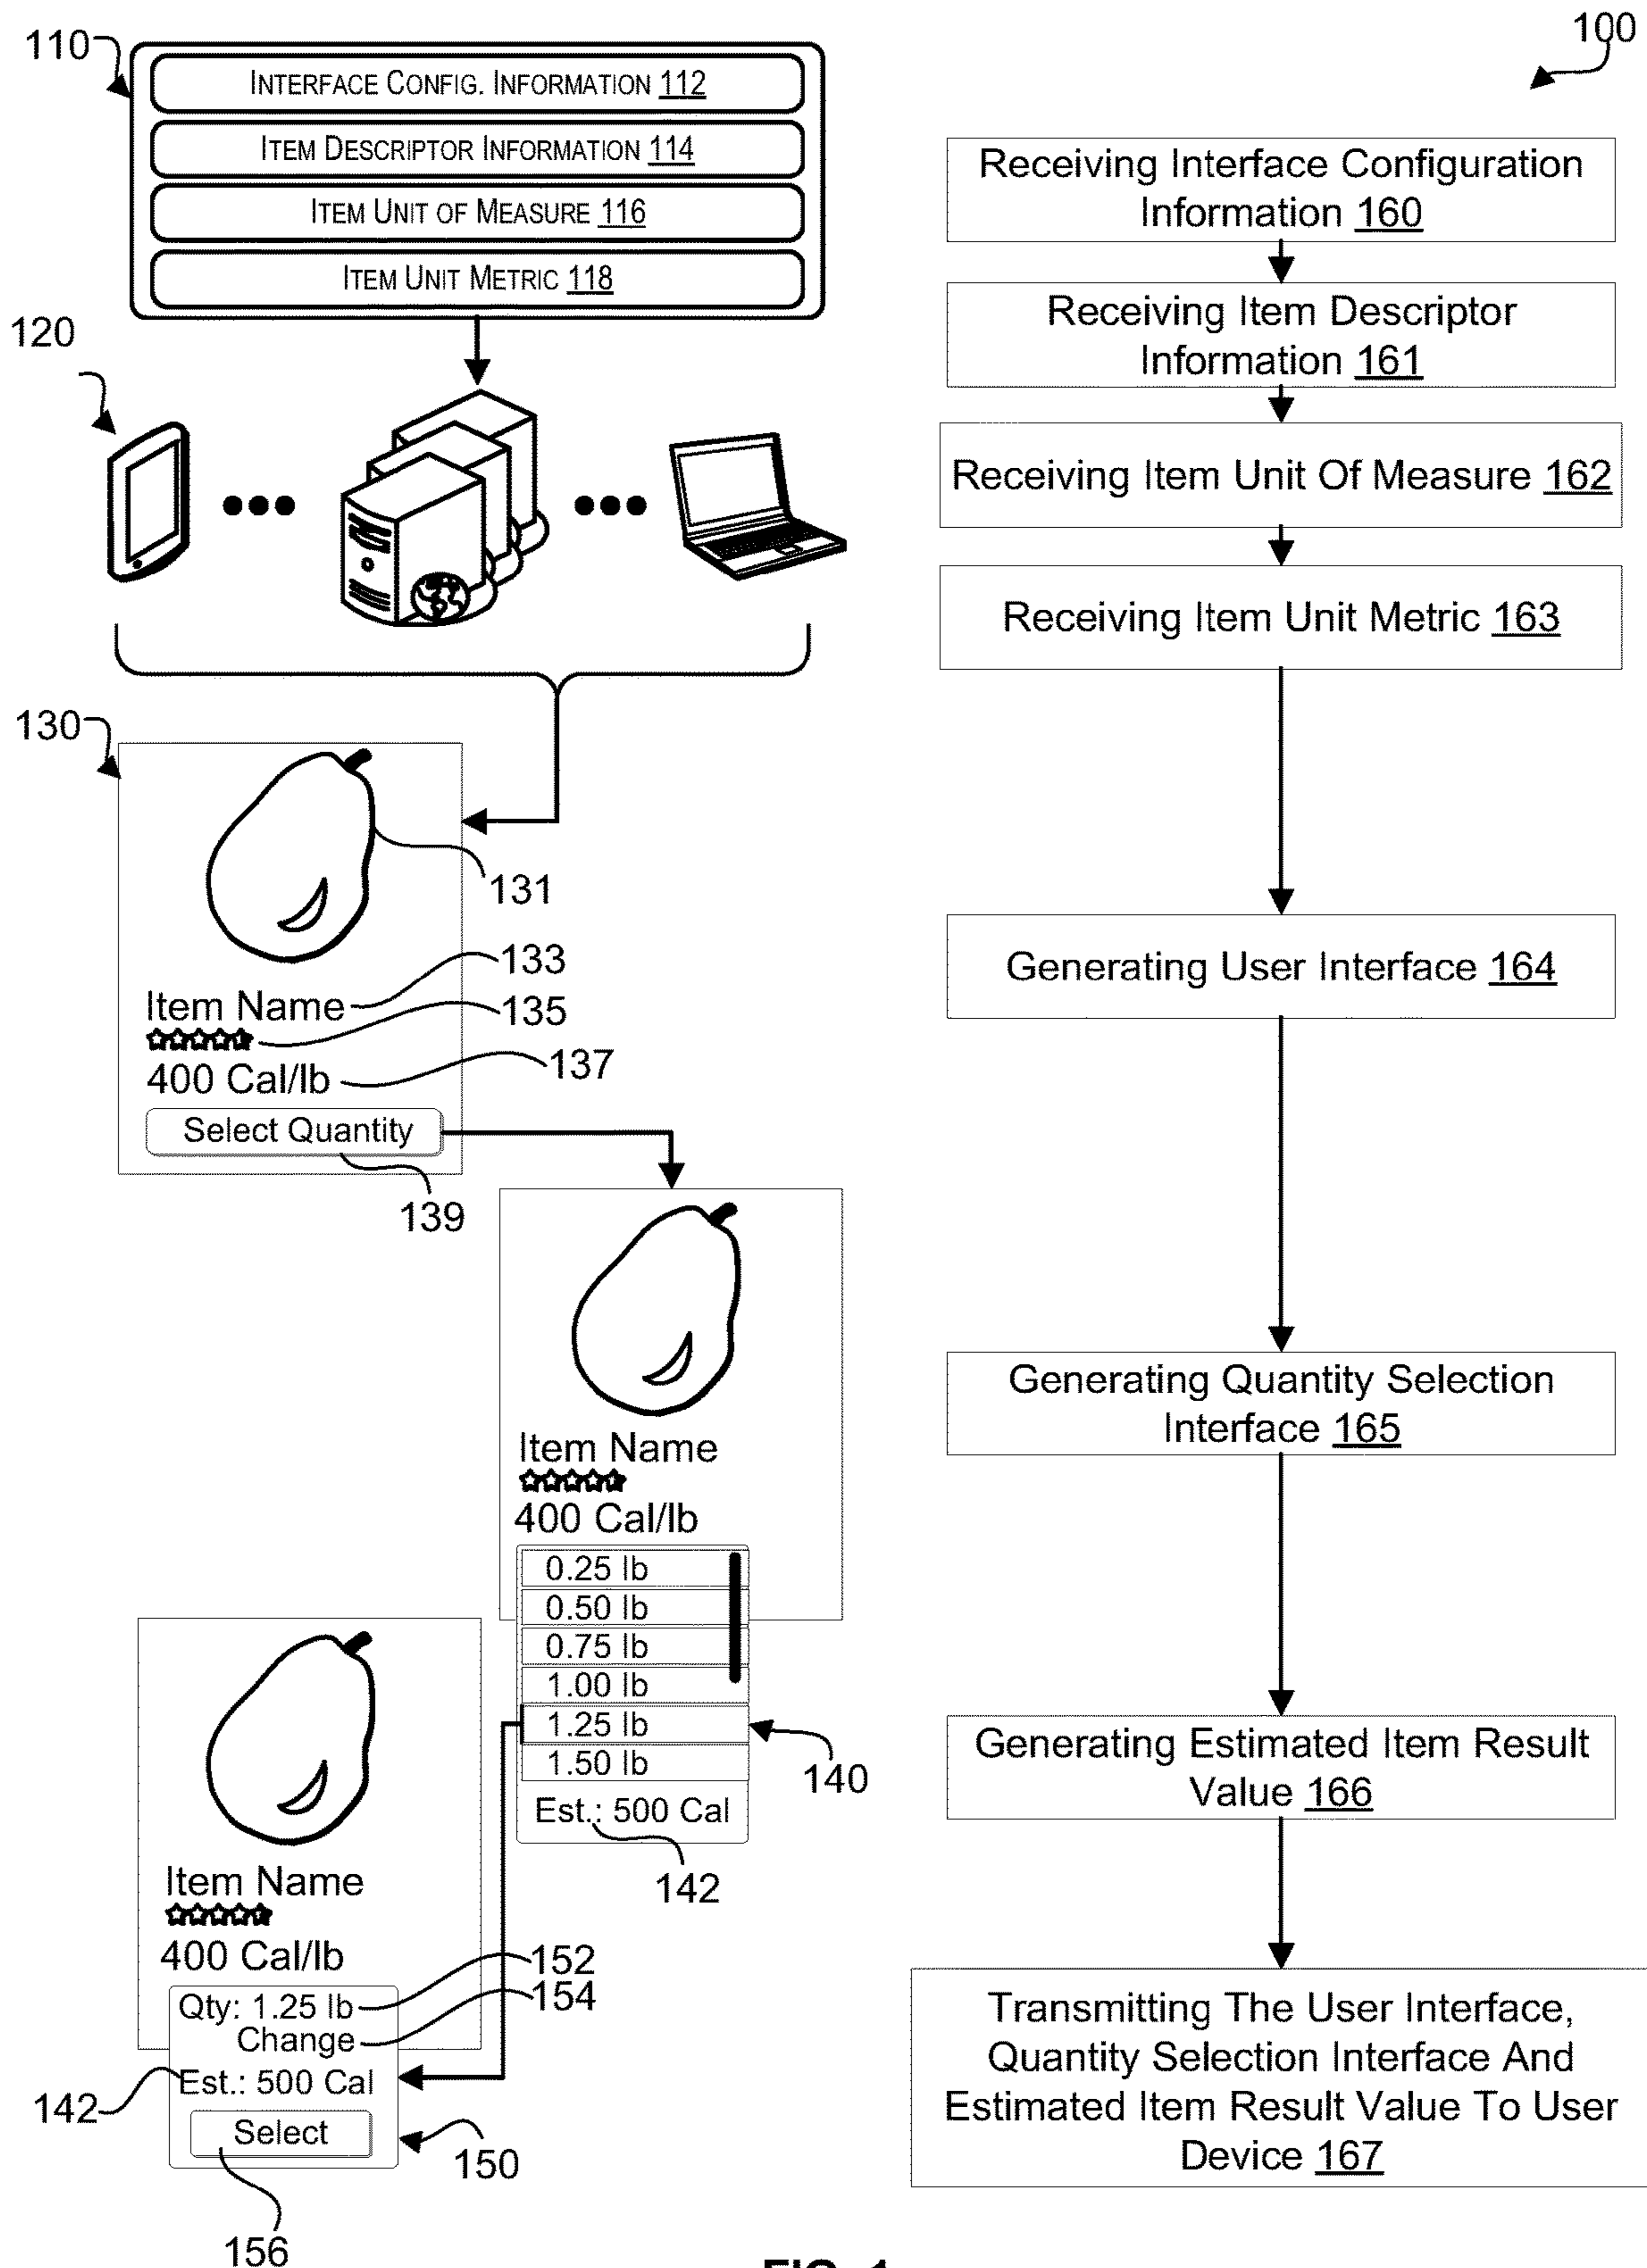 100
110
INTERFACE CONFIG. INFORMATION 112
ITEM DESCRIPTOR INFORMATION 114
ITEM UNIT OF MEASURE 116
ITEM UNIT METRIC 118
120
130
131
133
Item Name
135
400 Cal/lb
137
Select Quantity
139
Item Name
400 Cal/lb
0.25 lb
0.50 lb
0.75 lb
1.00 lb
1.25 lb
1.50 lb
140
Est.: 500 Cal
142
Item Name
400 Cal/lb
152
Qty: 1.25 lb
154
Change
Est.: 500 Cal
142
Select
150
156
Receiving Interface Configuration
Information 160
Receiving Item Descriptor
Information 161
Receiving Item Unit Of Measure 162
Receiving Item Unit Metric 163
Generating User Interface 164
Generating Quantity Selection
Interface 165
Generating Estimated Item Result
Value 166
Transmitting The User Interface,
Quantity Selection Interface And
Estimated Item Result Value To User
Device 167
FIG. 1